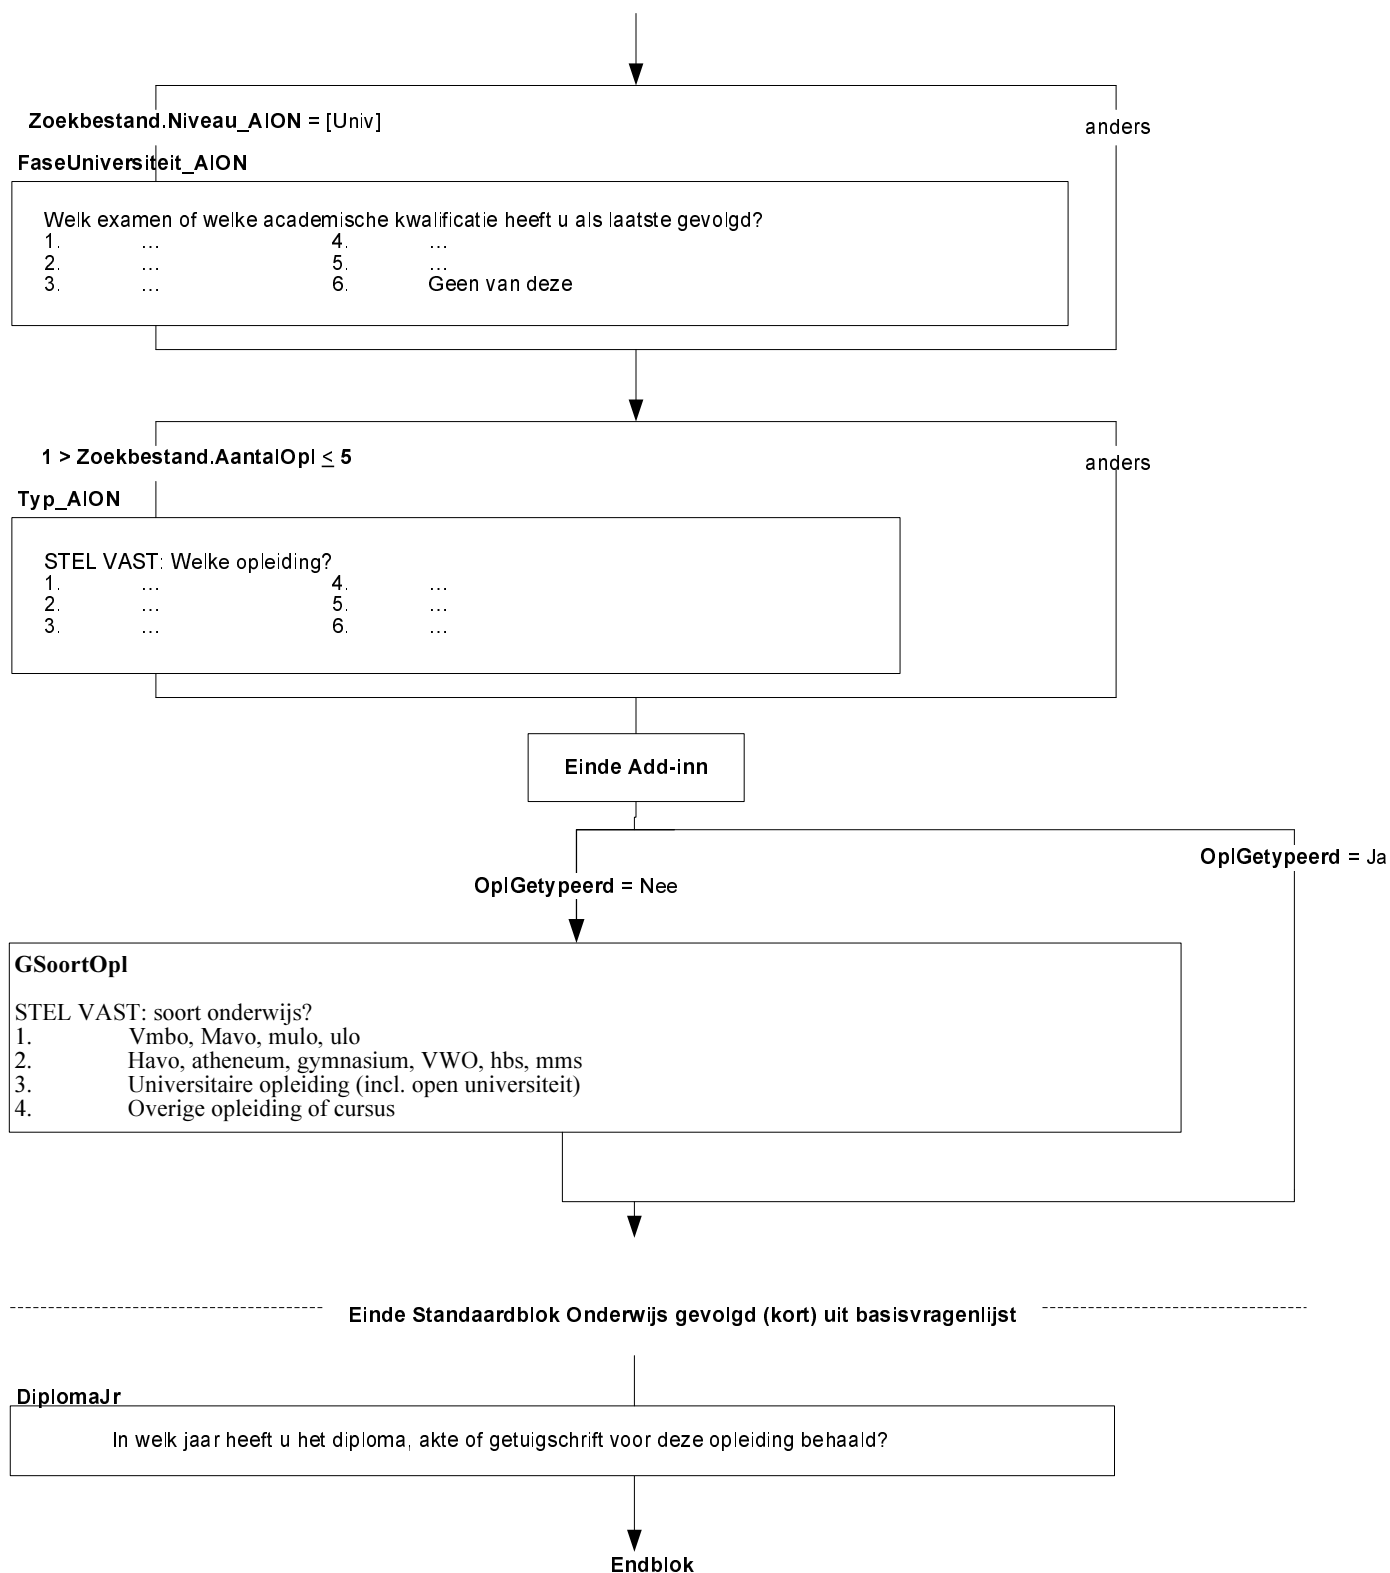 Zoekbestand.Niveau_AION = [Univ]
anders
FaseUniversiteit_AION
Welk examen of welke academische kwalificatie heeft u als laatste gevolgd?
1. ... 4. ...
2. ... 5. ...
3. ... 6. Geen van deze
1 > Zoekbestand.AantalOpl ≤ 5
anders
Typ_AION
STEL VAST: Welke opleiding?
1. ... 4. ...
2. ... 5. ...
3. ... 6. ...
Einde Add-inn
OplGetypeerd = Ja
OplGetypeerd = Nee
GSoortOpl
STEL VAST: soort onderwijs?
1. Vmbo, Mavo, mulo, ulo
2. Havo, atheneum, gymnasium, VWO, hbs, mms
3. Universitaire opleiding (incl. open universiteit)
4. Overige opleiding of cursus
Einde Standaardblok Onderwijs gevolgd (kort) uit basisvragenlijst
DiplomaJr
In welk jaar heeft u het diploma, akte of getuigschrift voor deze opleiding behaald?
Endblok